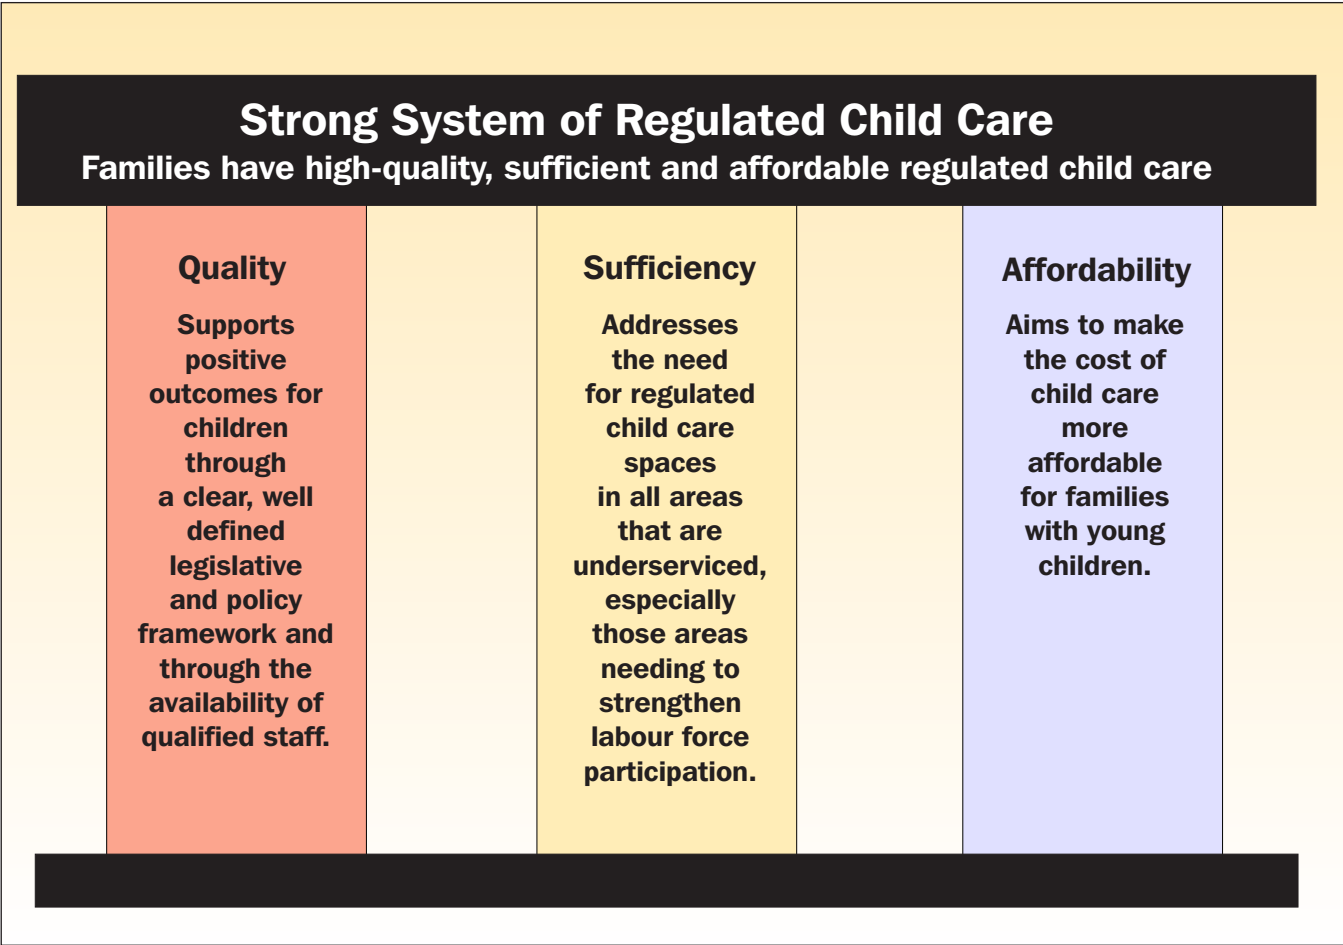 Strong System of Regulated Child Care
Families have high-quality, sufficient and affordable regulated child care
Quality
Supports
positive
outcomes for
children
through
a clear, well
defined
legislative
and policy
framework and
through the
availability of
qualified staff.
Sufficiency
Addresses
the need
for regulated
child care
spaces
in all areas
that are
underserviced,
especially
those areas
needing to
strengthen
labour force
participation.
Affordability
Aims to make
the cost of
child care
more
affordable
for families
with young
children.